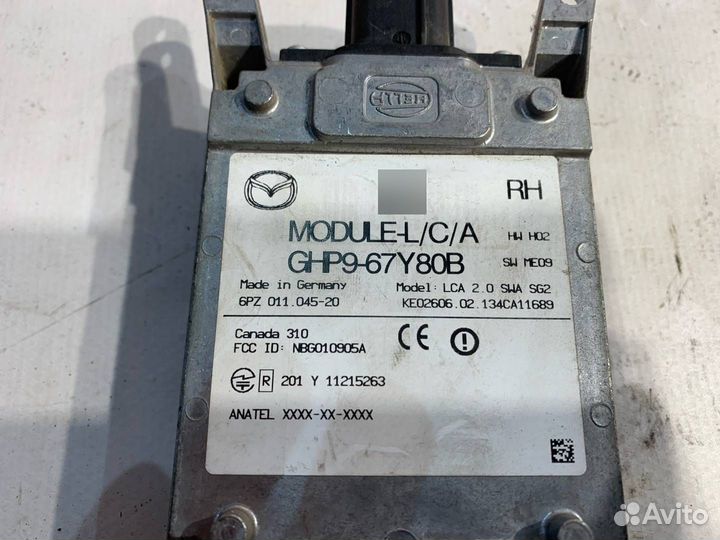 HELLA
RH
MODULE-L/C/A
HW H02
GHP9-67Y80B
SW ME09
Made in Germany
Model: LCA 2.0 SWA SG2
6PZ 011.045-20
KE02606.02.134CA11689
Canada 310
FCC ID: NBG010905A
CE
R
201 Y 11215263
ANATEL XXXX-XX-XXXX
Avito